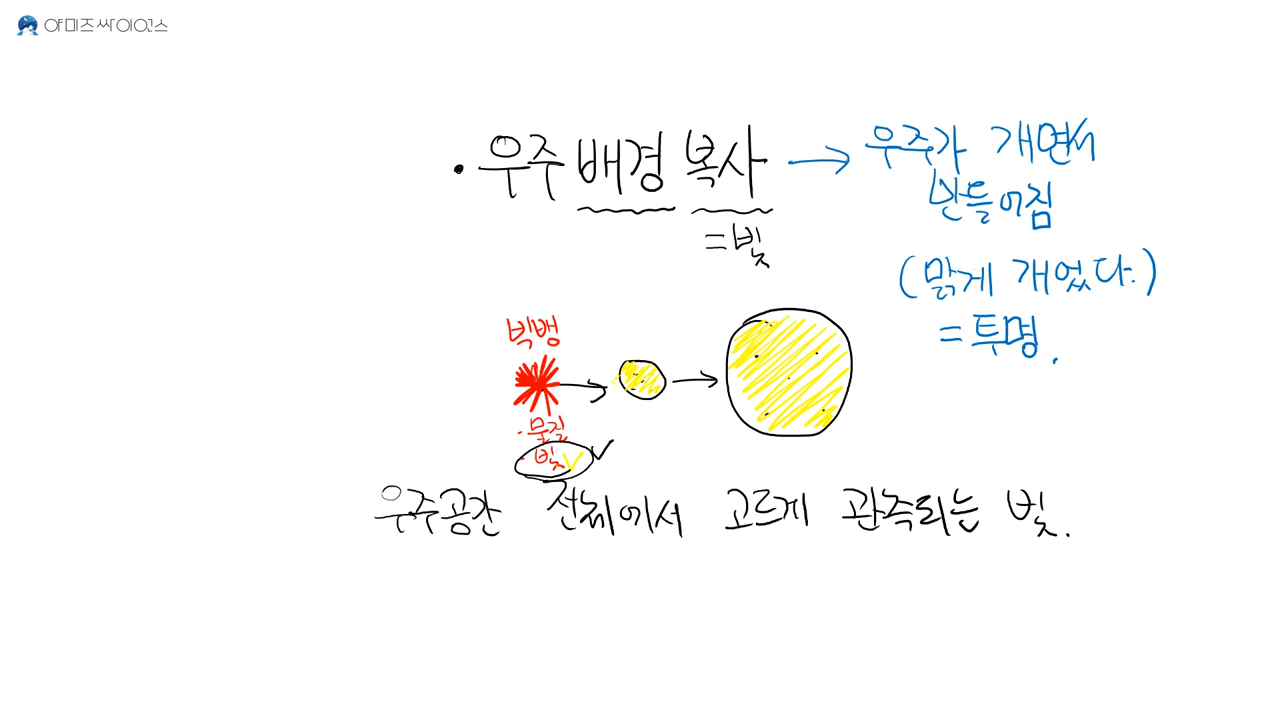 야미즈 싸이언스
· 우주 배경 복사 → 우주가 개면서
만들어짐
= 빛
(맑게 개었다.)
= 투명.
빅뱅
· 물질
· 빛
우주공간 전체에서 고르게 관측되는 빛.